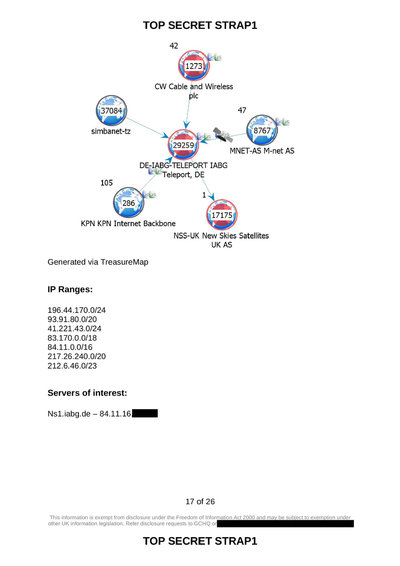 TOP SECRET STRAP1
42
1273
CW Cable and Wireless
plc
37084
simbanet-tz
47
8767
MNET-AS M-net AS
29259
DE-IABG-TELEPORT IABG
Teleport, DE
105
286
KPN KPN Internet Backbone
1
17175
NSS-UK New Skies Satellites
UK AS
Generated via TreasureMap
IP Ranges:
196.44.170.0/24
93.91.80.0/20
41.221.43.0/24
83.170.0.0/18
84.11.0.0/16
217.26.240.0/20
212.6.46.0/23
Servers of interest:
Ns1.iabg.de – 84.11.16
17 of 26
This information is exempt from disclosure under the Freedom of Information Act 2000 and may be subject to exemption under
other UK information legislation. Refer disclosure requests to GCHQ on
TOP SECRET STRAP1